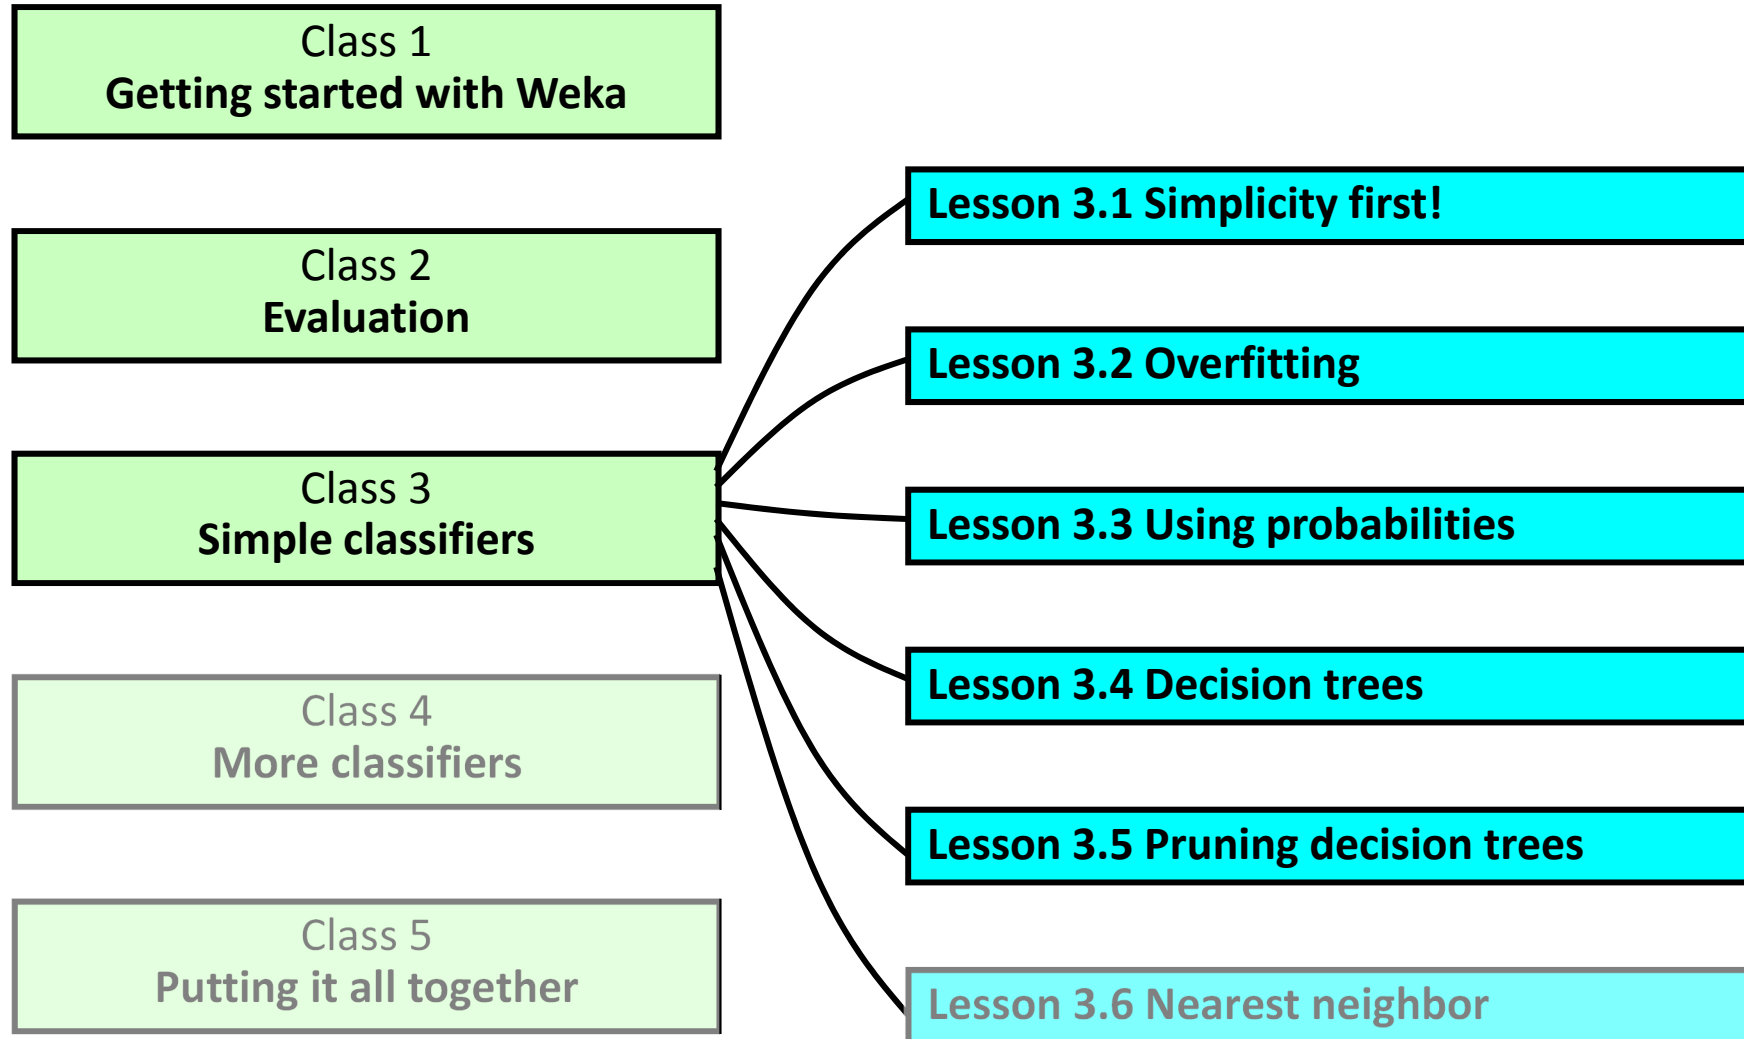 Class 1
Getting started with Weka
Class 2
Evaluation
Class 3
Simple classifiers
Class 4
More classifiers
Class 5
Putting it all together
Lesson 3.1 Simplicity first!
Lesson 3.2 Overfitting
Lesson 3.3 Using probabilities
Lesson 3.4 Decision trees
Lesson 3.5 Pruning decision trees
Lesson 3.6 Nearest neighbor